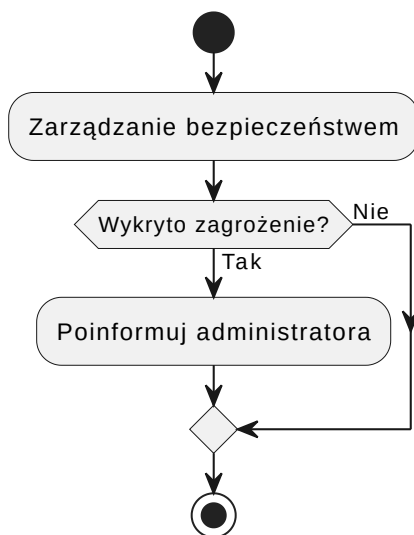 Zarządzanie bezpieczeństwem
Wykryto zagrożenie?
Nie
Tak
Poinformuj administratora